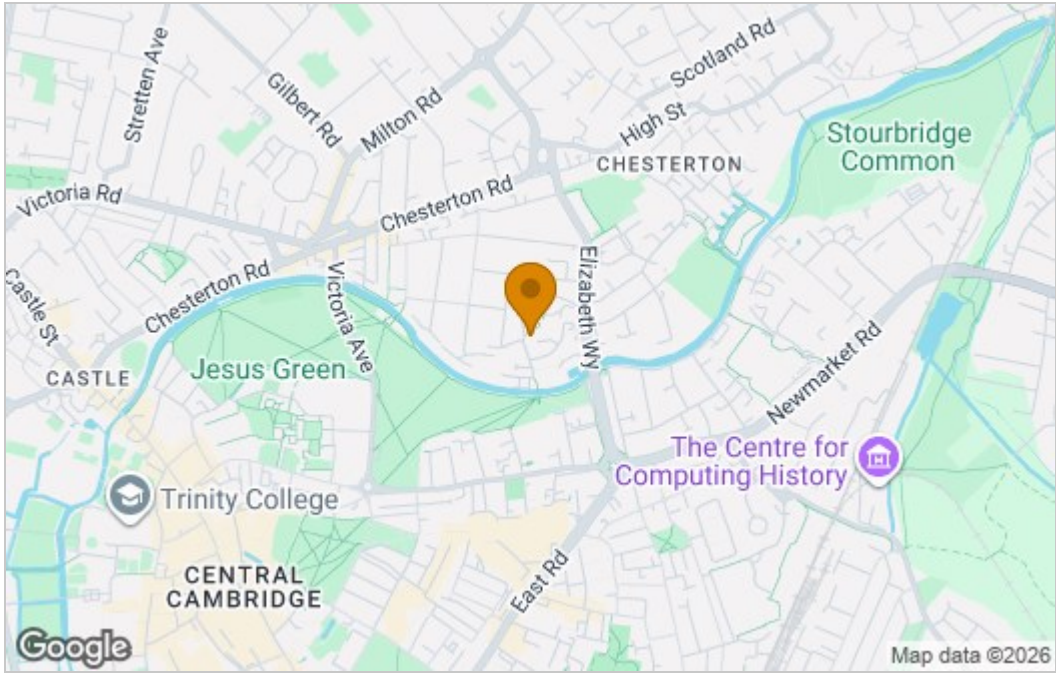 Scotland Rd
Stretten Ave
Gilbert Rd
Milton Rd
High St
Stourbridge
Common
CHESTERTON
Victoria Rd
Chesterton Rd
Castle St
Chesterton Rd
Victoria Ave
Elizabeth Wy
Jesus Green
CASTLE
Newmarket Rd
The Centre for
Computing History
Trinity College
CENTRAL
CAMBRIDGE
East Rd
Google
Map data ©2026